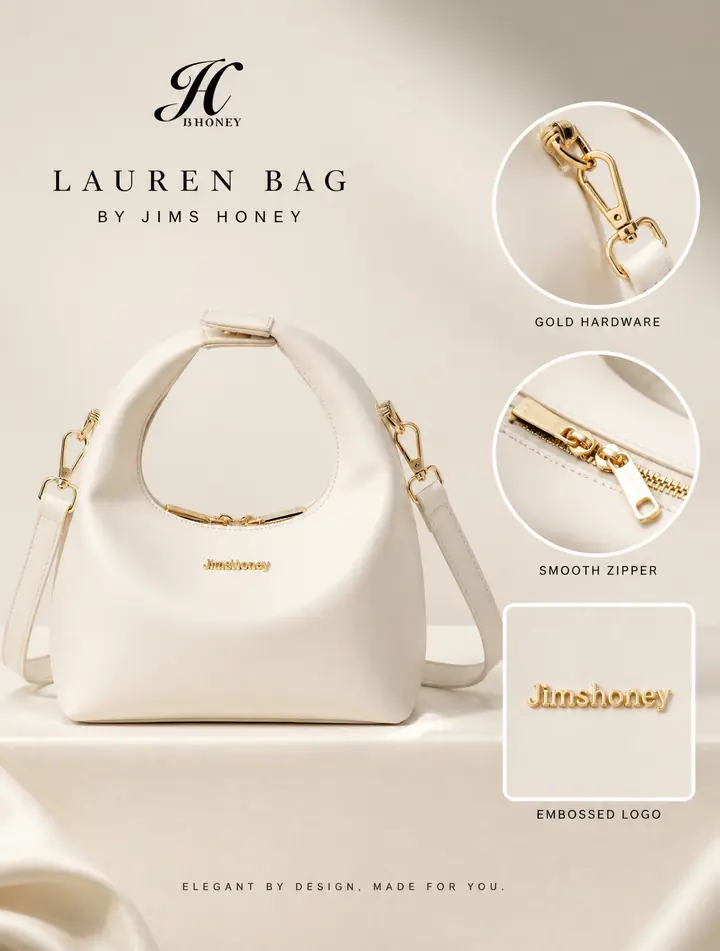 H
BHONEY
LAUREN BAG
BY JIMS HONEY
GOLD HARDWARE
JimsHoney
SMOOTH ZIPPER
Jimshoney
EMBOSSED LOGO
ELEGANT BY DESIGN, MADE FOR YOU.